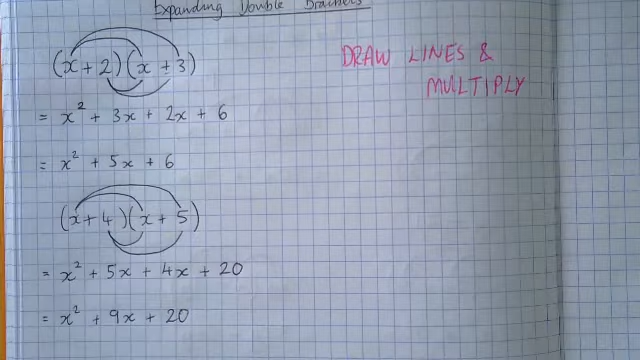 Expanding Double Brackets
(x + 2)(x + 3)
= x² + 3x + 2x + 6
= x² + 5x + 6
(x + 4)(x + 5)
= x² + 5x + 4x + 20
= x² + 9x + 20
DRAW LINES &
MULTIPLY